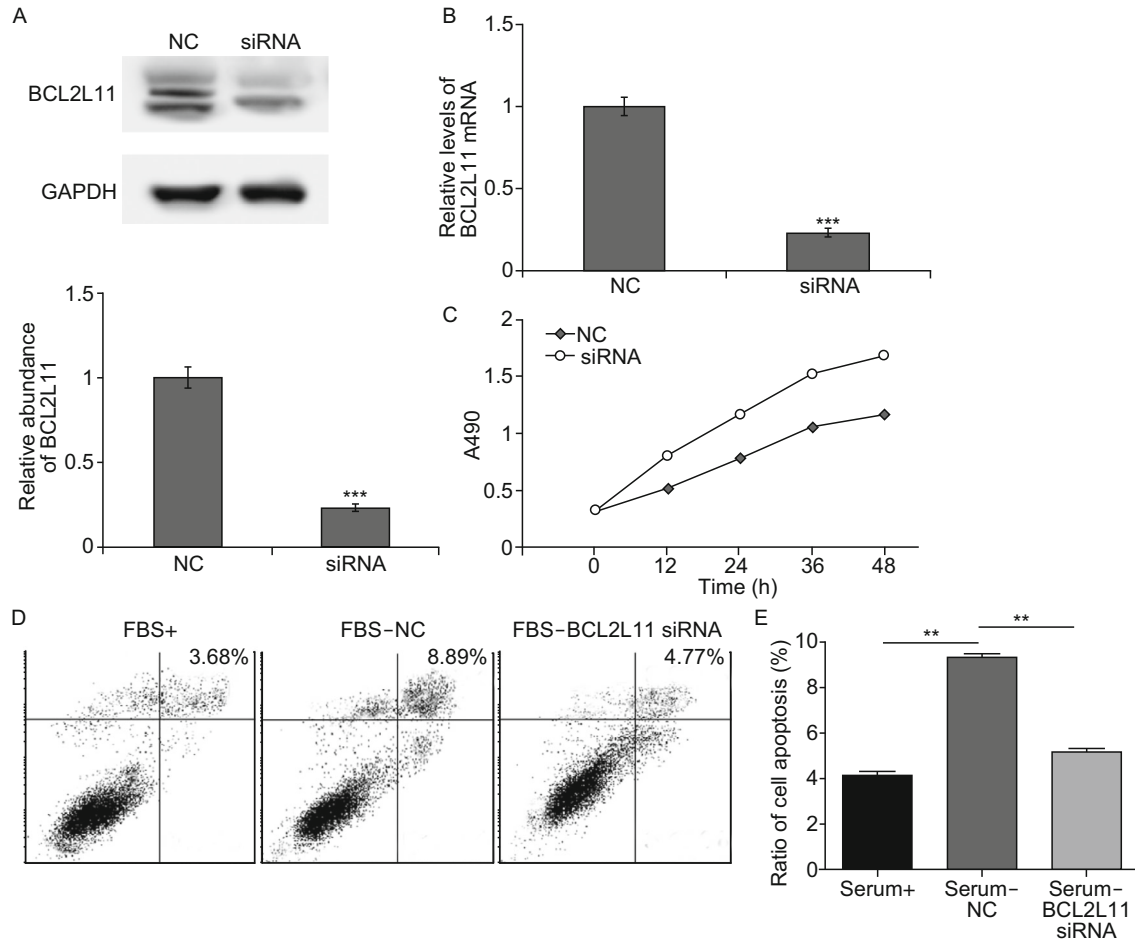 A
NC siRNA
BCL2L11
GAPDH
Relative abundance
of BCL2L11
1.5
1
0.5
0
***
NC siRNA
B
Relative levels of
BCL2L11 mRNA
1.5
1
0.5
0
***
NC siRNA
C
NC
siRNA
A490
2
1.5
1
0.5
0
0 12 24 36 48
Time (h)
D
FBS+ FBS−NC FBS−BCL2L11 siRNA
3.68% 8.89% 4.77%
E
Ratio of cell apoptosis (%)
10
8
6
4
2
0
** **
Serum+ Serum− Serum−
NC BCL2L11
siRNA